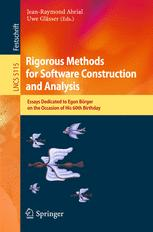 Jean-Raymond Abrial
Uwe Glässer (Eds.)
Festschrift
LNCS 5115
Rigorous Methods
for Software Construction
and Analysis
Essays Dedicated to Egon Börger
on the Occasion of His 60th Birthday
Springer